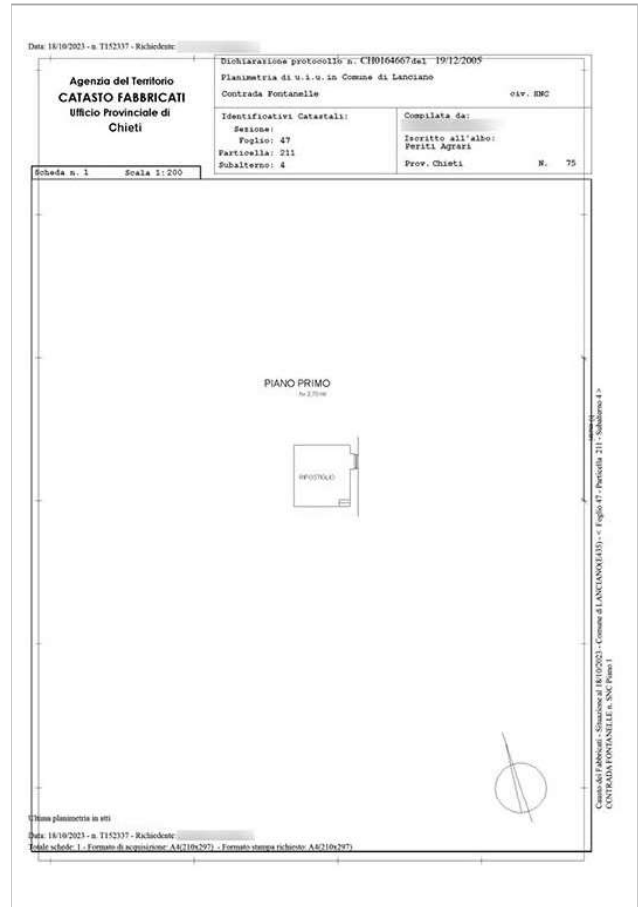 Data: 18/10/2023 - n. T152337 - Richiedente:
Agenzia del Territorio
CATASTO FABBRICATI
Ufficio Provinciale di
Chieti
Dichiarazione protocollo n. CH0164667 del 19/12/2005
Planimetria di u.i.u. in Comune di Lanciano
Contrada Fontanelle civ. SNC
Identificativi Catastali:
Sezione:
Foglio: 47
Particella: 211
Subalterno: 4
Compilata da:
Iscritto all'albo:
Periti Agrari
Prov. Chieti N. 75
Scheda n. 1 Scala 1:200
PIANO PRIMO
RIPOSTIGLIO
Catasto dei Fabbricati - Situazione al 18/10/2023 - Comune di LANCIANO(E435) - < Foglio 47 - Particella 211 - Subalterno 4 >
CONTRADA FONTANELLE n. SNC Piano 1
Ultima planimetria in atti
Data: 18/10/2023 - n. T152337 - Richiedente:
Totale schede: 1 - Formato di acquisizione: A4(210x297) - Formato stampa richiesto: A4(210x297)